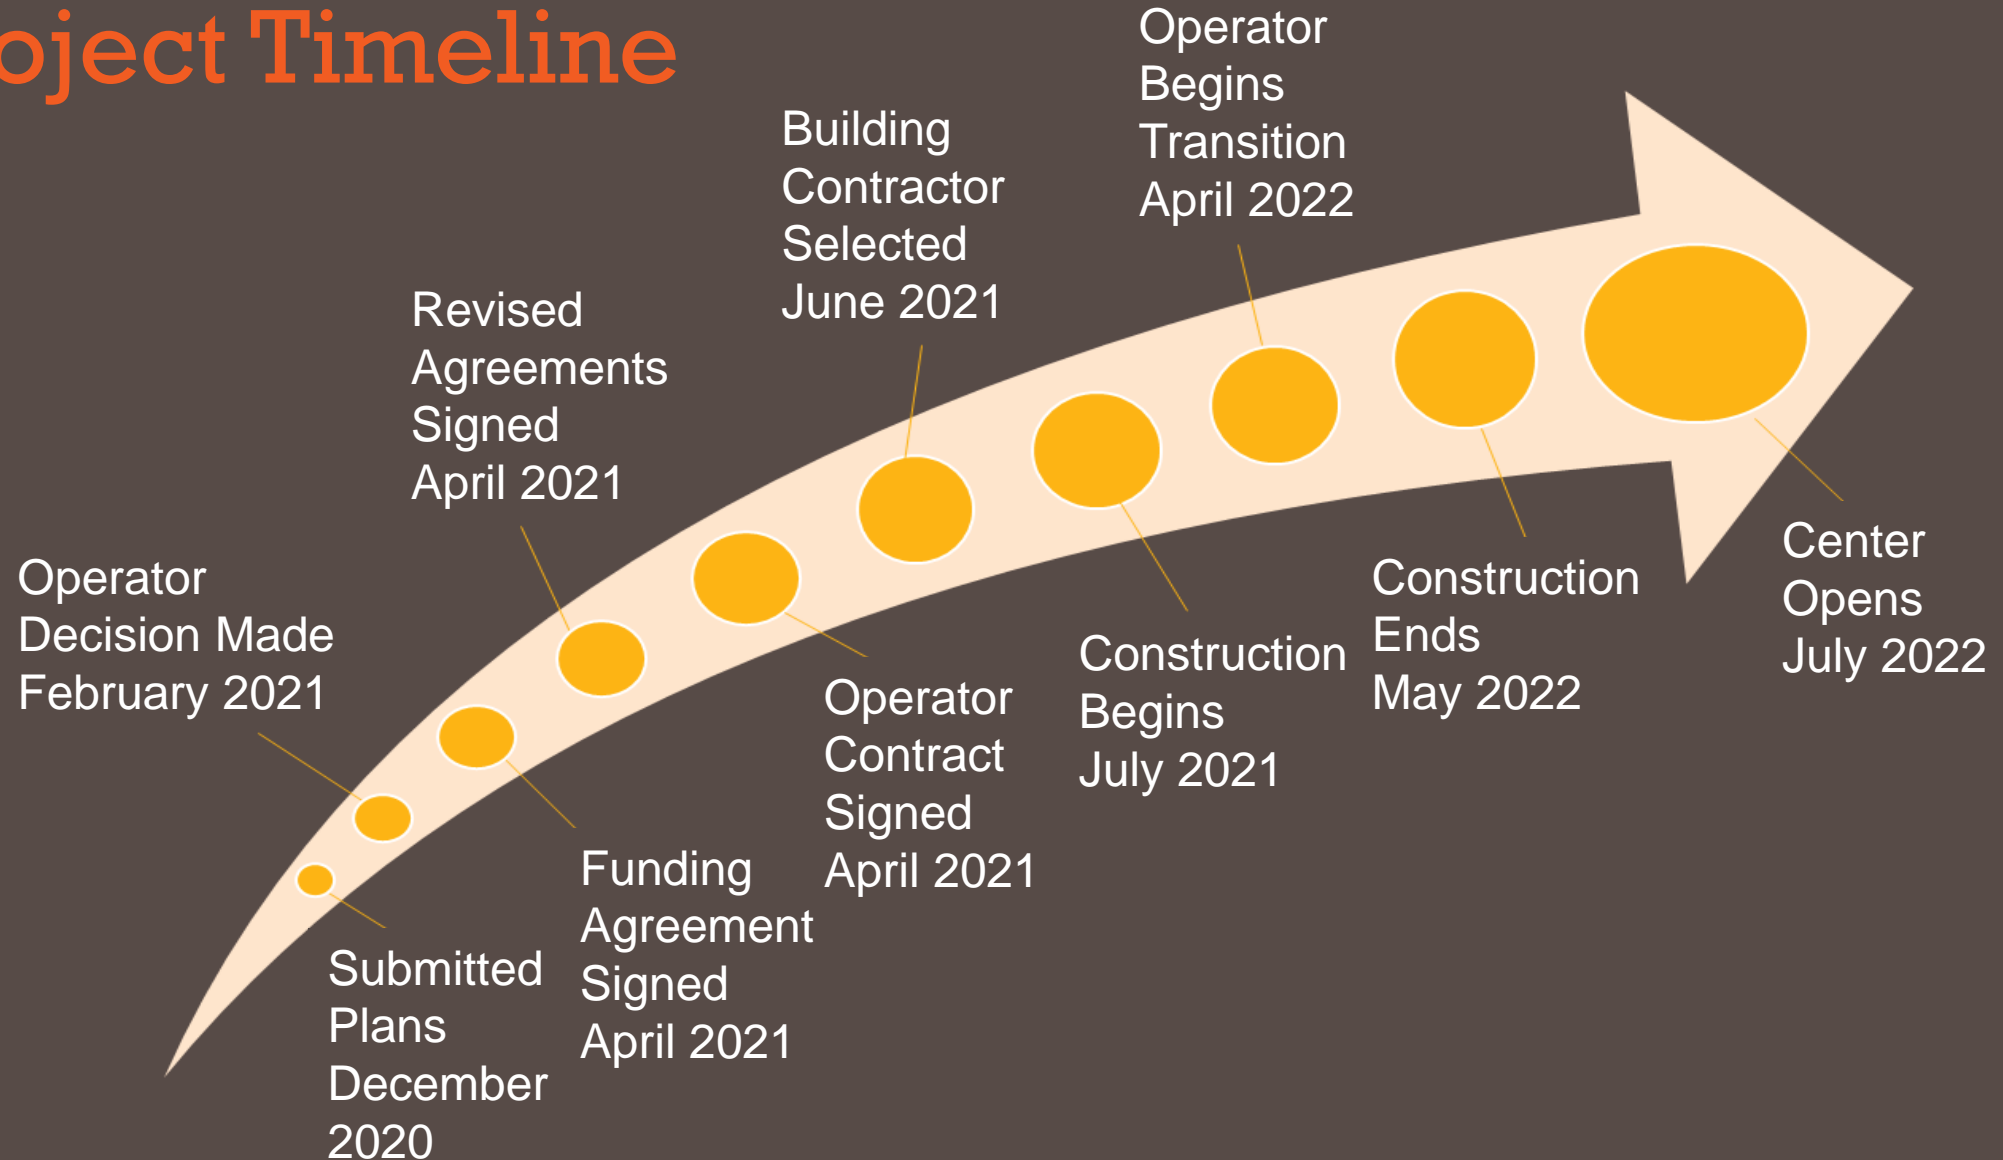 oject Timeline
Submitted
Plans
December
2020
Operator
Decision Made
February 2021
Funding
Agreement
Signed
April 2021
Revised
Agreements
Signed
April 2021
Operator
Contract
Signed
April 2021
Building
Contractor
Selected
June 2021
Construction
Begins
July 2021
Operator
Begins
Transition
April 2022
Construction
Ends
May 2022
Center
Opens
July 2022